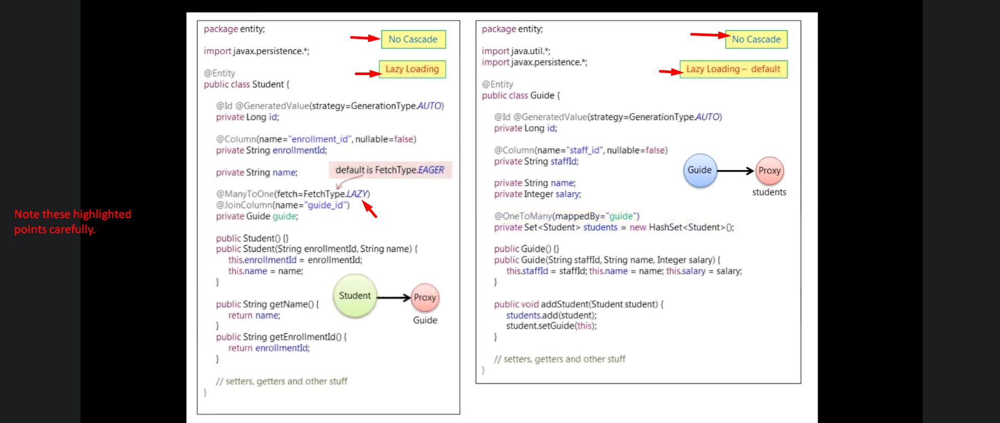 Note these highlighted
points carefully.
package entity;
No Cascade
import javax.persistence.*;
Lazy Loading
@Entity
public class Student {
@Id @GeneratedValue(strategy=GenerationType.AUTO)
private Long id;
@Column(name="enrollment_id", nullable=false)
private String enrollmentId;
private String name;
default is FetchType.EAGER
@ManyToOne(fetch=FetchType.LAZY)
@JoinColumn(name="guide_id")
private Guide guide;
public Student() {}
public Student(String enrollmentId, String name) {
this.enrollmentId = enrollmentId;
this.name = name;
}
Student
Proxy
Guide
public String getName() {
return name;
}
public String getEnrollmentId() {
return enrollmentId;
}
// setters, getters and other stuff
}
package entity;
No Cascade
import java.util.*;
import javax.persistence.*;
Lazy Loading – default
@Entity
public class Guide {
@Id @GeneratedValue(strategy=GenerationType.AUTO)
private Long id;
@Column(name="staff_id", nullable=false)
private String staffId;
Guide
Proxy
students
private String name;
private Integer salary;
@OneToMany(mappedBy="guide")
private Set<Student> students = new HashSet<Student>();
public Guide() {}
public Guide(String staffId, String name, Integer salary) {
this.staffId = staffId; this.name = name; this.salary = salary;
}
public void addStudent(Student student) {
students.add(student);
student.setGuide(this);
}
// setters, getters and other stuff
}